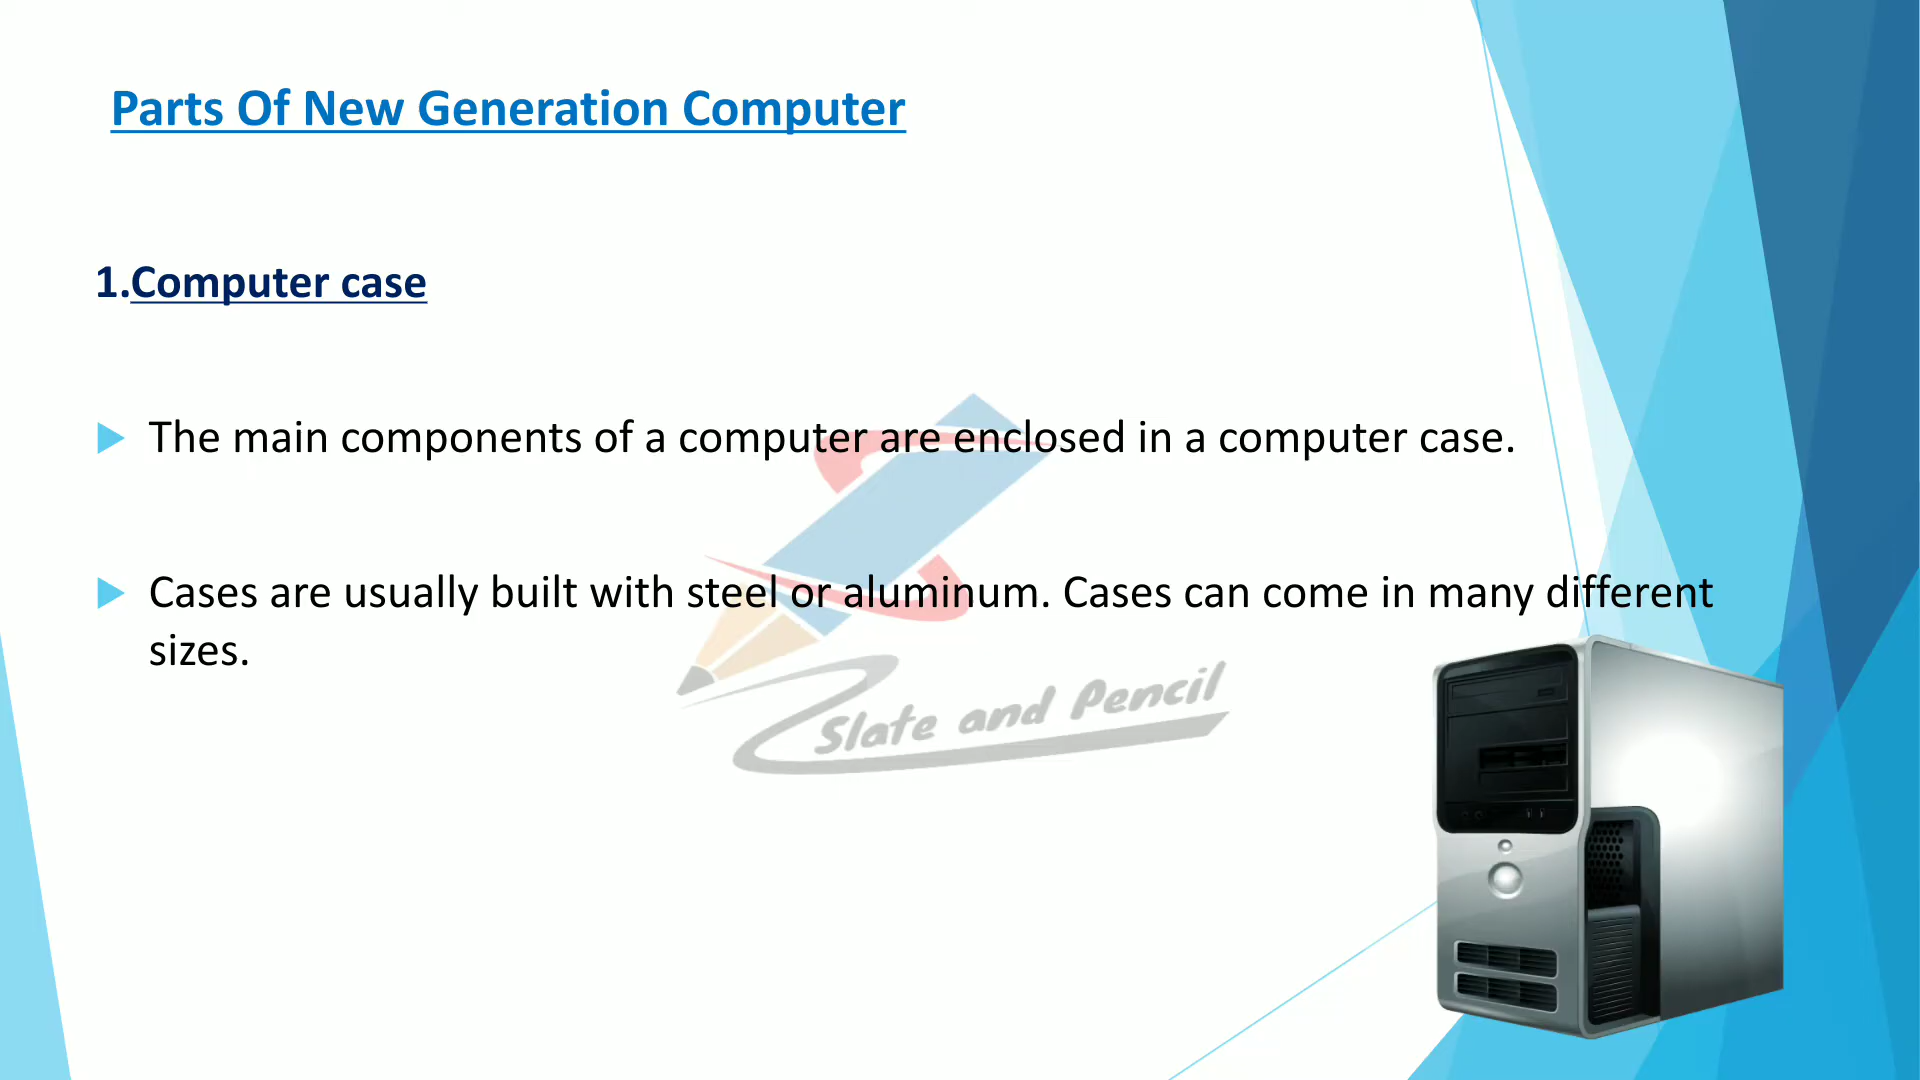 Parts Of New Generation Computer
1.Computer case
The main components of a computer are enclosed in a computer case.
Cases are usually built with steel or aluminum. Cases can come in many different
sizes.
Slate and Pencil